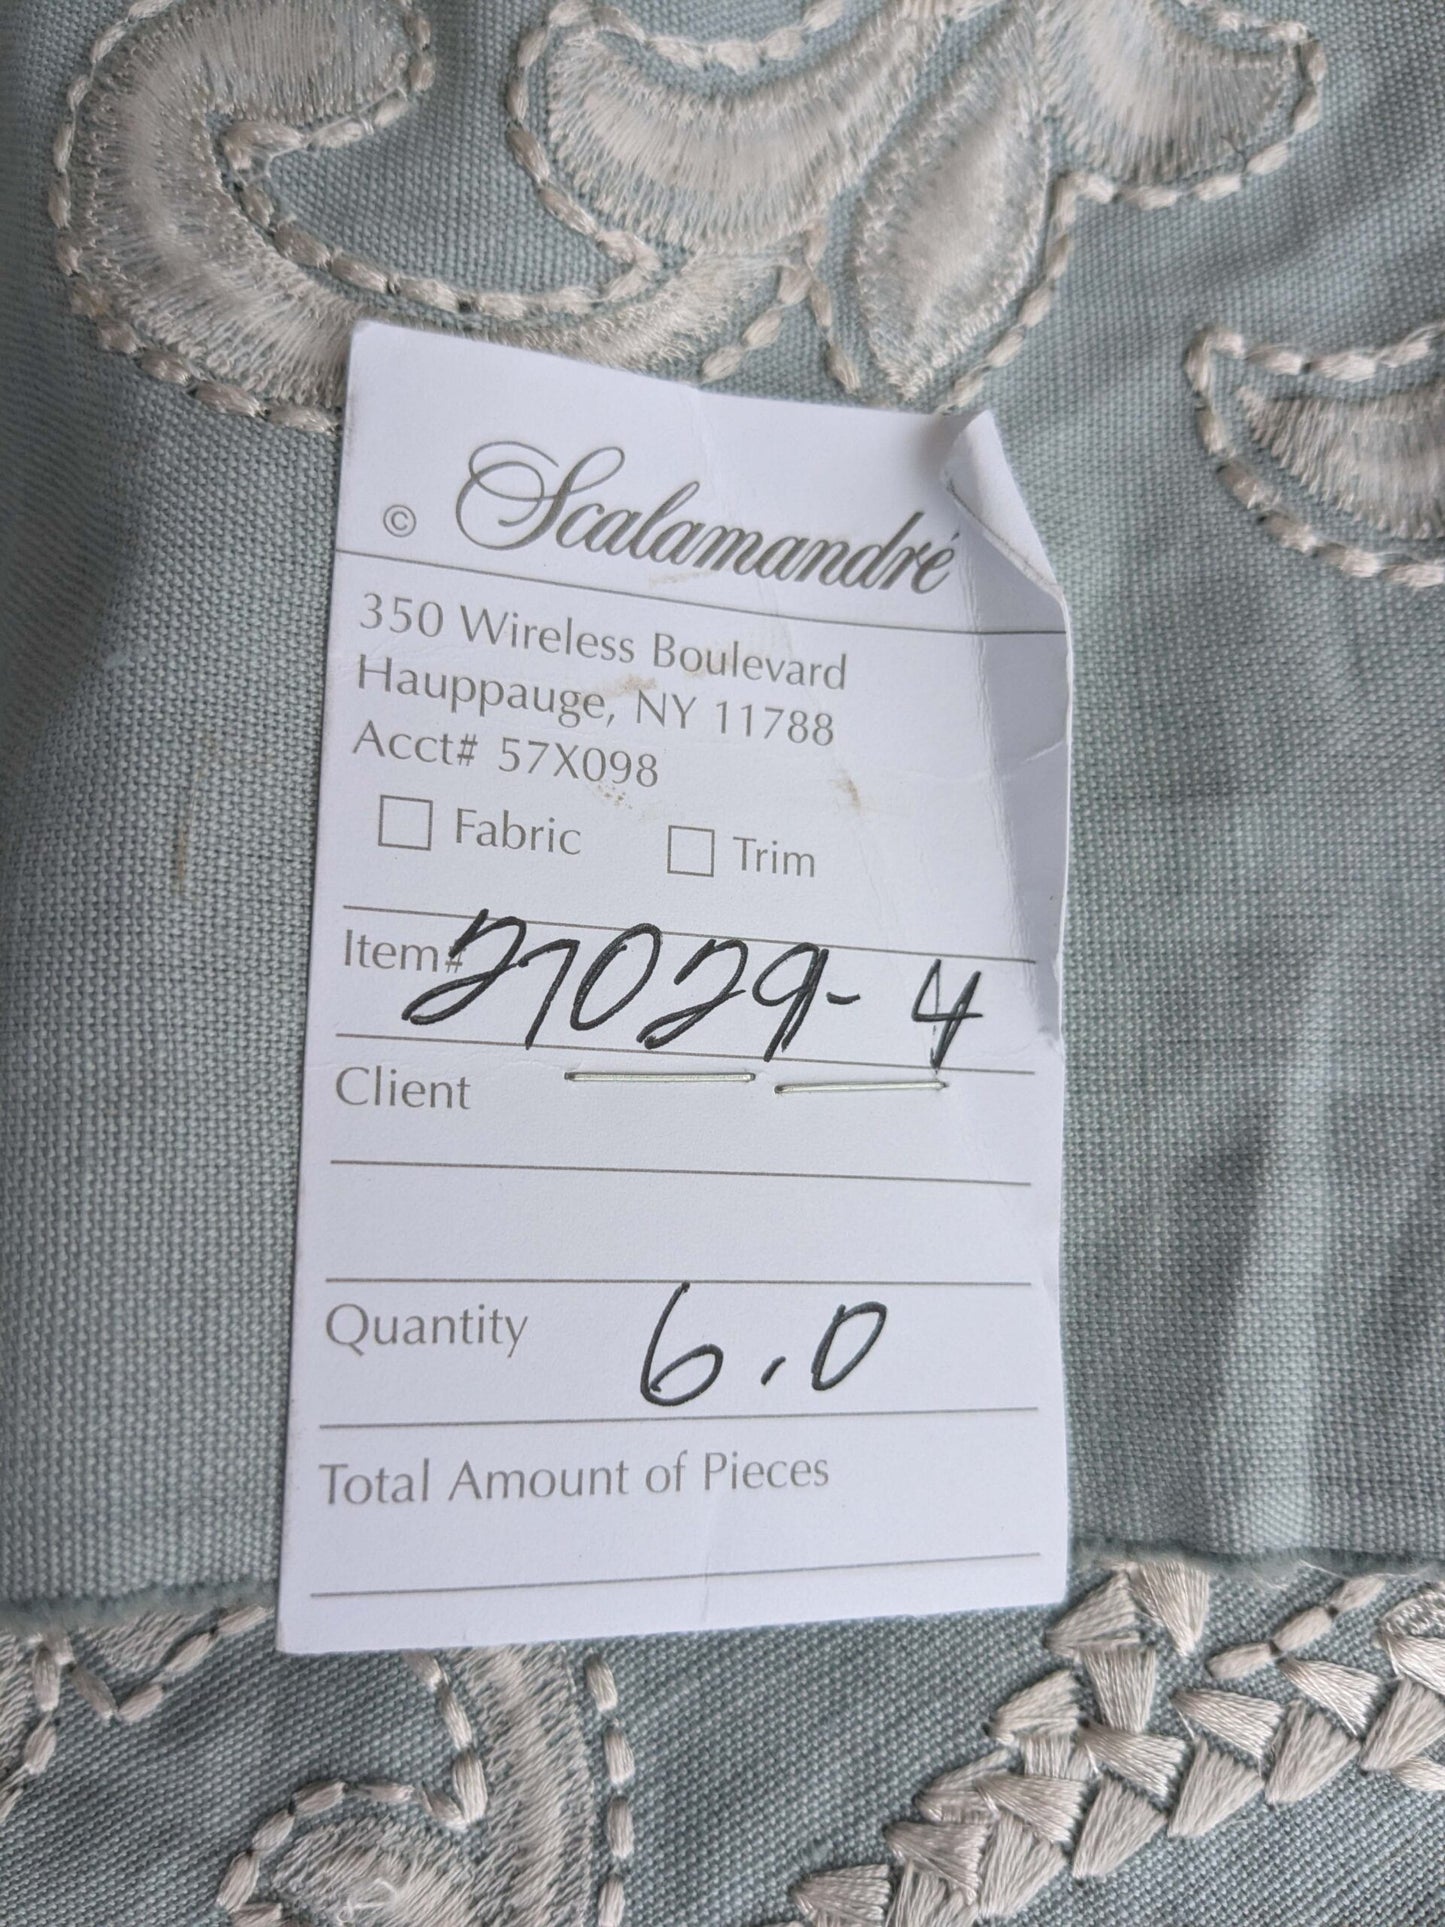 © Scalamandré
350 Wireless Boulevard
Hauppauge, NY 11788
Acct# 57X098
Fabric Trim
Item# 27029-4
Client
Quantity 6.0
Total Amount of Pieces